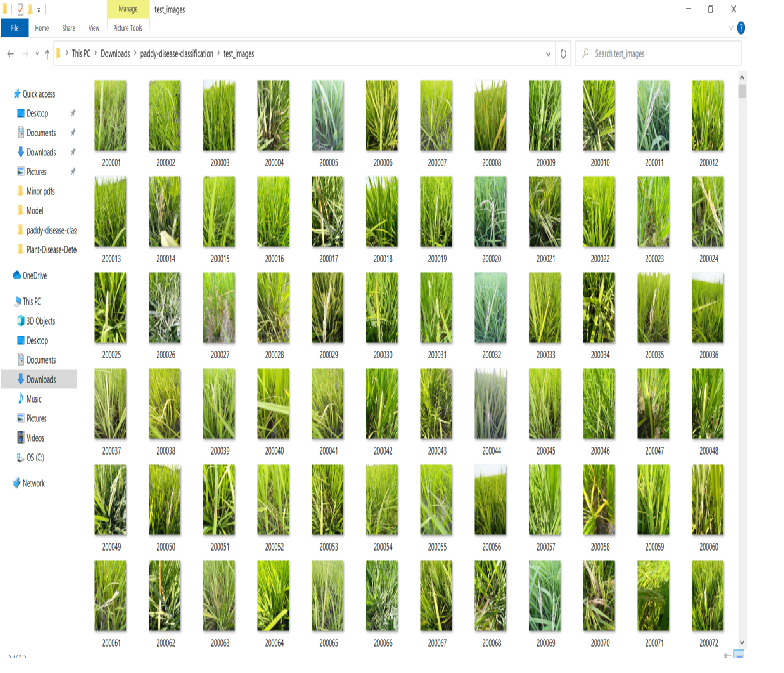 Manage test_images
File Home Share View Picture Tools
This PC > Downloads > paddy-disease-classification > test_images Search test_images
Quick access
Desktop
Documents
Downloads
Pictures
Minor pdfs
Model
paddy-disease-clas
Plant-Disease-Dete
OneDrive
This PC
3D Objects
Desktop
Documents
Downloads
Music
Pictures
Videos
OS (C:)
Network
200001 200002 200003 200004 200005 200006 200007 200008 200009 200010 200011 200012
200013 200014 200015 200016 200017 200018 200019 200020 200021 200022 200023 200024
200025 200026 200027 200028 200029 200030 200031 200032 200033 200034 200035 200036
200037 200038 200039 200040 200041 200042 200043 200044 200045 200046 200047 200048
200049 200050 200051 200052 200053 200054 200055 200056 200057 200058 200059 200060
200061 200062 200063 200064 200065 200066 200067 200068 200069 200070 200071 200072